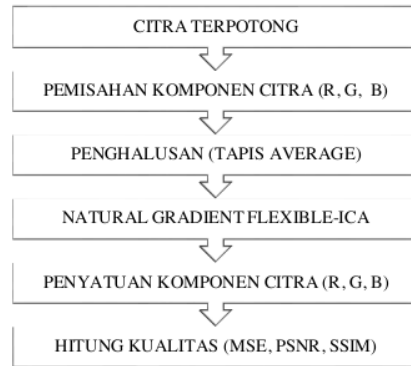 CITRA TERPOTONG
PEMISAHAN KOMPONEN CITRA (R, G, B)
PENGHALUSAN (TAPIS AVERAGE)
NATURAL GRADIENT FLEXIBLE-ICA
PENYATUAN KOMPONEN CITRA (R, G, B)
HITUNG KUALITAS (MSE, PSNR, SSIM)